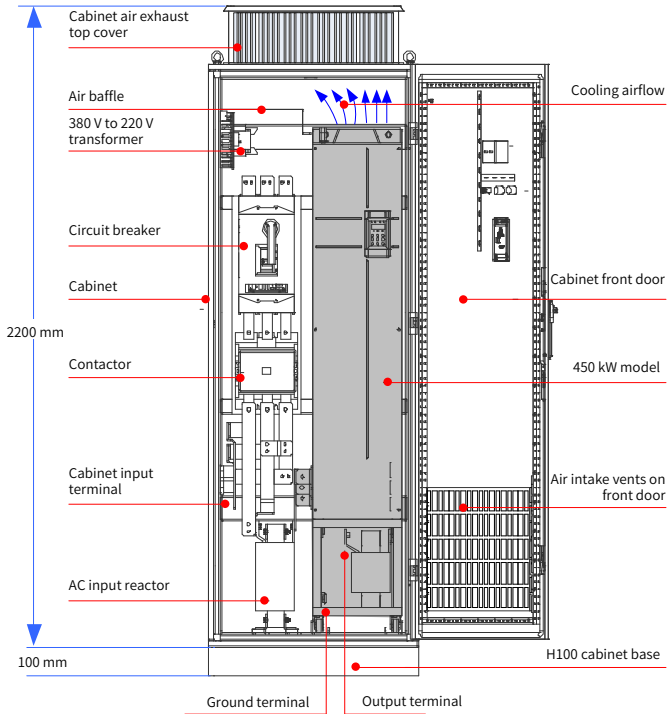 Cabinet air exhaust
top cover
Air baffle
380 V to 220 V
transformer
Circuit breaker
Cabinet
2200 mm
Contactor
Cabinet input
terminal
AC input reactor
100 mm
Ground terminal
Output terminal
Cooling airflow
Cabinet front door
450 kW model
Air intake vents on
front door
H100 cabinet base